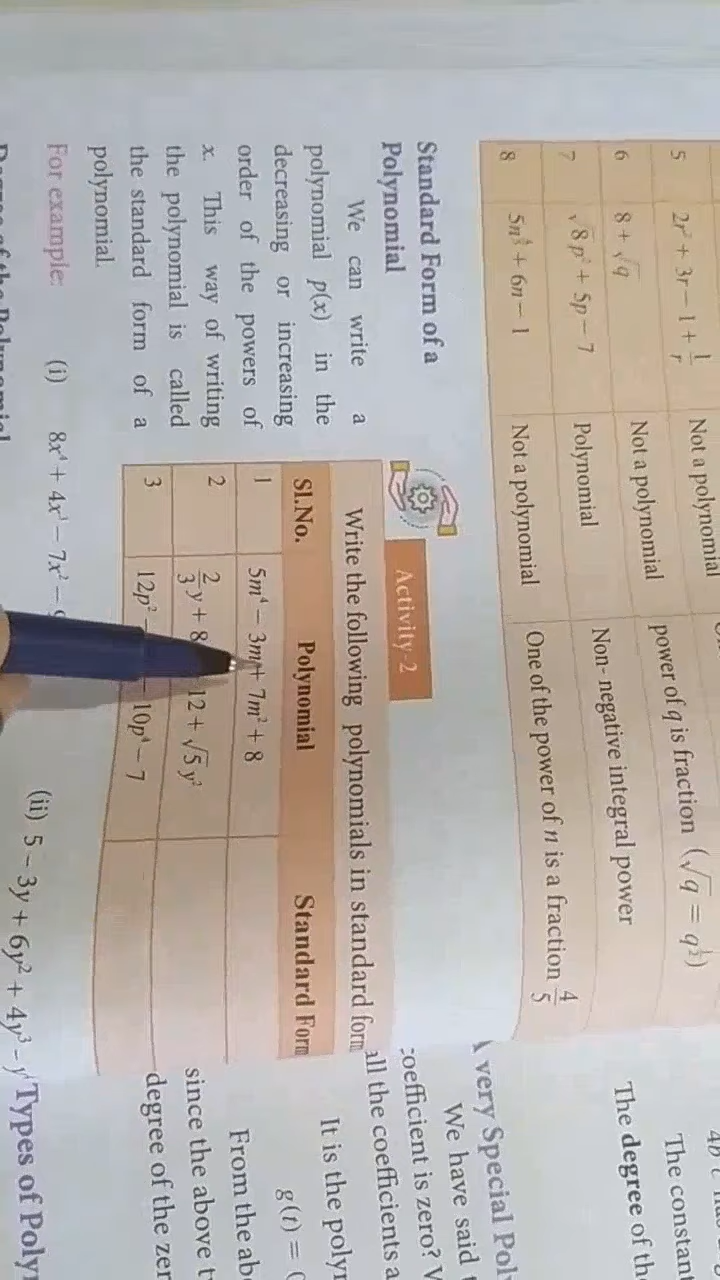 Not a polynomial
5 2r² + 3r − 1 + 1/r Not a polynomial power of q is fraction (√q = q^½)
6 8 + √q
7 √8 p² + 5p − 7 Polynomial Non- negative integral power
8 5n^⅘ + 6n − 1 Not a polynomial One of the power of n is a fraction 4/5
Standard Form of a
Polynomial
We can write a
polynomial p(x) in the
decreasing or increasing
order of the powers of
x. This way of writing
the polynomial is called
the standard form of a
polynomial.
Activity-2
Write the following polynomials in standard form
Sl.No. Polynomial Standard Form
1 5m⁴ − 3m + 7m² + 8
2 2/3 y + 8 12 + √5 y²
3 12p² 10p⁴ − 7
For example:
(i) 8x⁴ + 4x³ − 7x² −
(ii) 5 − 3y + 6y² + 4y³ −
The constant
The degree of th
A very Special Pol
We have said
coefficient is zero?
all the coefficients a
It is the polyn
g(t) =
From the ab
since the above
degree of the zer
Types of Polyn